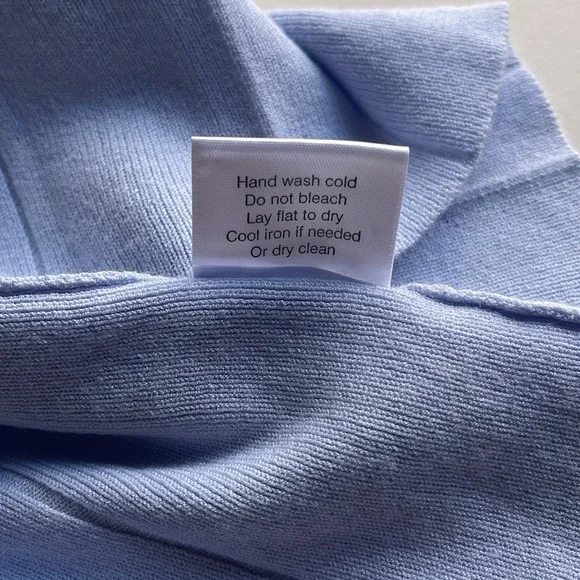 Hand wash cold
Do not bleach
Lay flat to dry
Cool iron if needed
Or dry clean